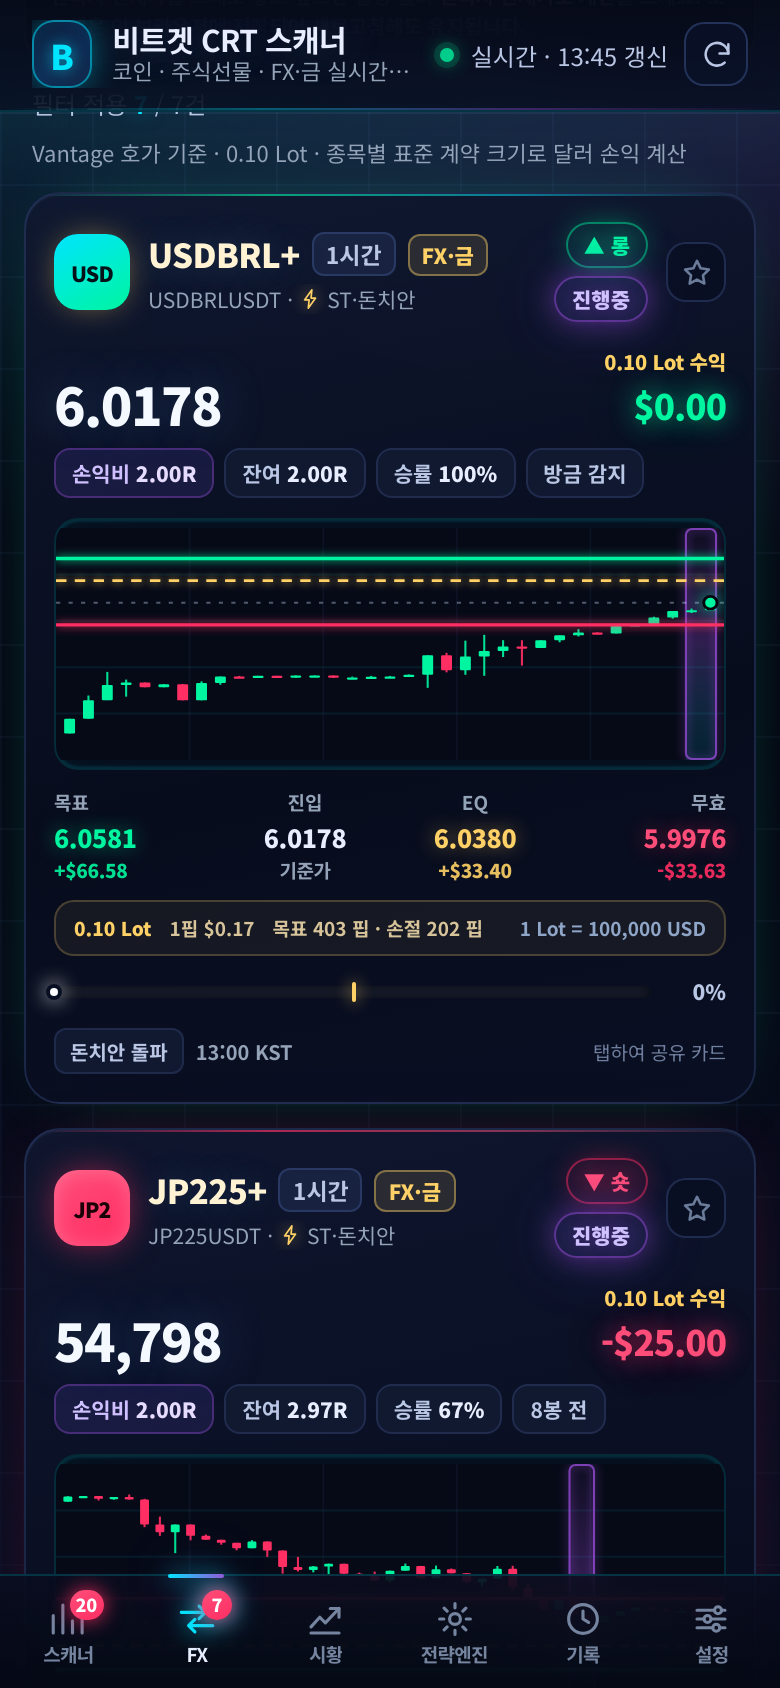 B
비트겟 CRT 스캐너
코인 · 주식선물 · FX·금 실시간…
실시간 · 13:45 갱신
필터 적용 7 / 7건
Vantage 호가 기준 · 0.10 Lot · 종목별 표준 계약 크기로 달러 손익 계산
USD
USDBRL+ 1시간 FX·금
USDBRLUSDT · ST·돈치안
▲ 롱
진행중
0.10 Lot 수익
6.0178
$0.00
손익비 2.00R 잔여 2.00R 승률 100% 방금 감지
목표 진입 EQ 무효
6.0581 6.0178 6.0380 5.9976
+$66.58 기준가 +$33.40 -$33.63
0.10 Lot 1핍 $0.17 목표 403 핍 · 손절 202 핍 1 Lot = 100,000 USD
0%
돈치안 돌파 13:00 KST 탭하여 공유 카드
JP2
JP225+ 1시간 FX·금
JP225USDT · ST·돈치안
▼ 숏
진행중
0.10 Lot 수익
54,798
-$25.00
손익비 2.00R 잔여 2.97R 승률 67% 8봉 전
20 7
스캐너 FX 시황 전략엔진 기록 설정